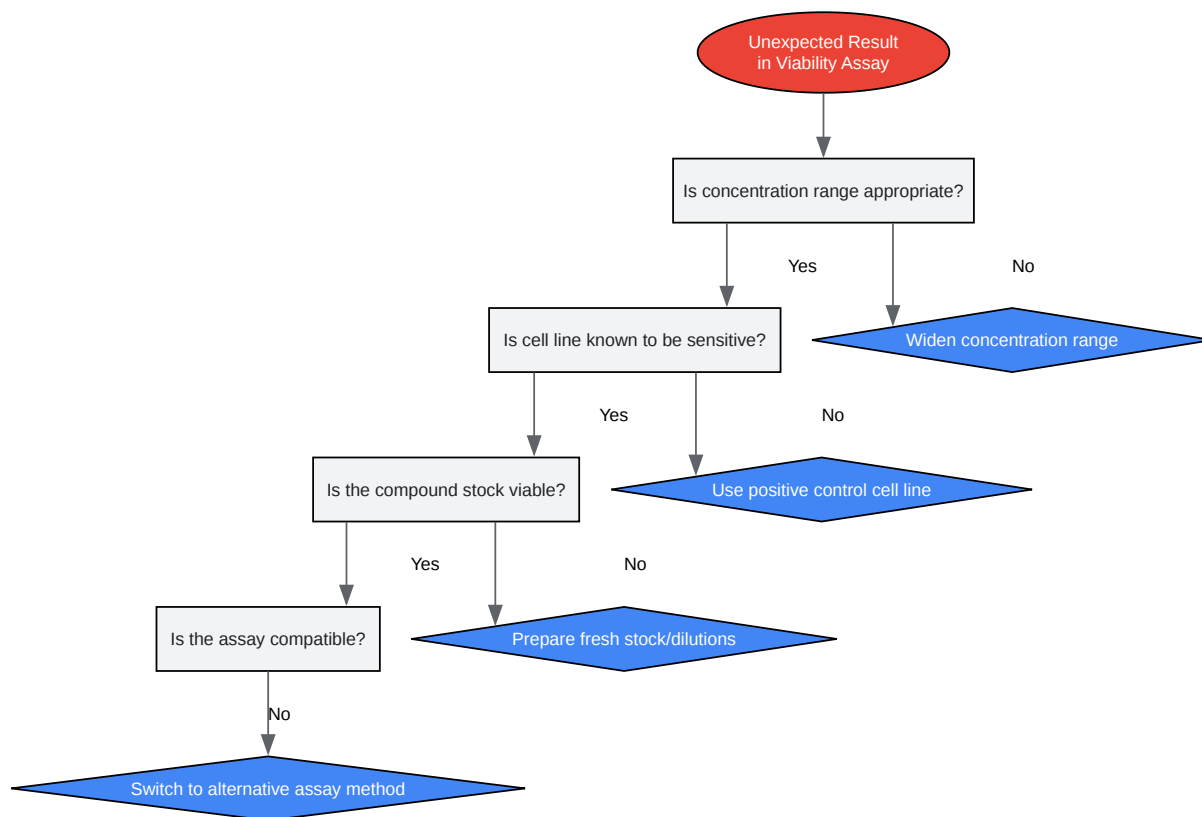 Unexpected Result
in Viability Assay
Is concentration range appropriate?
Yes
No
Is cell line known to be sensitive?
Widen concentration range
Yes
No
Is the compound stock viable?
Use positive control cell line
Yes
No
Is the assay compatible?
Prepare fresh stock/dilutions
No
Switch to alternative assay method